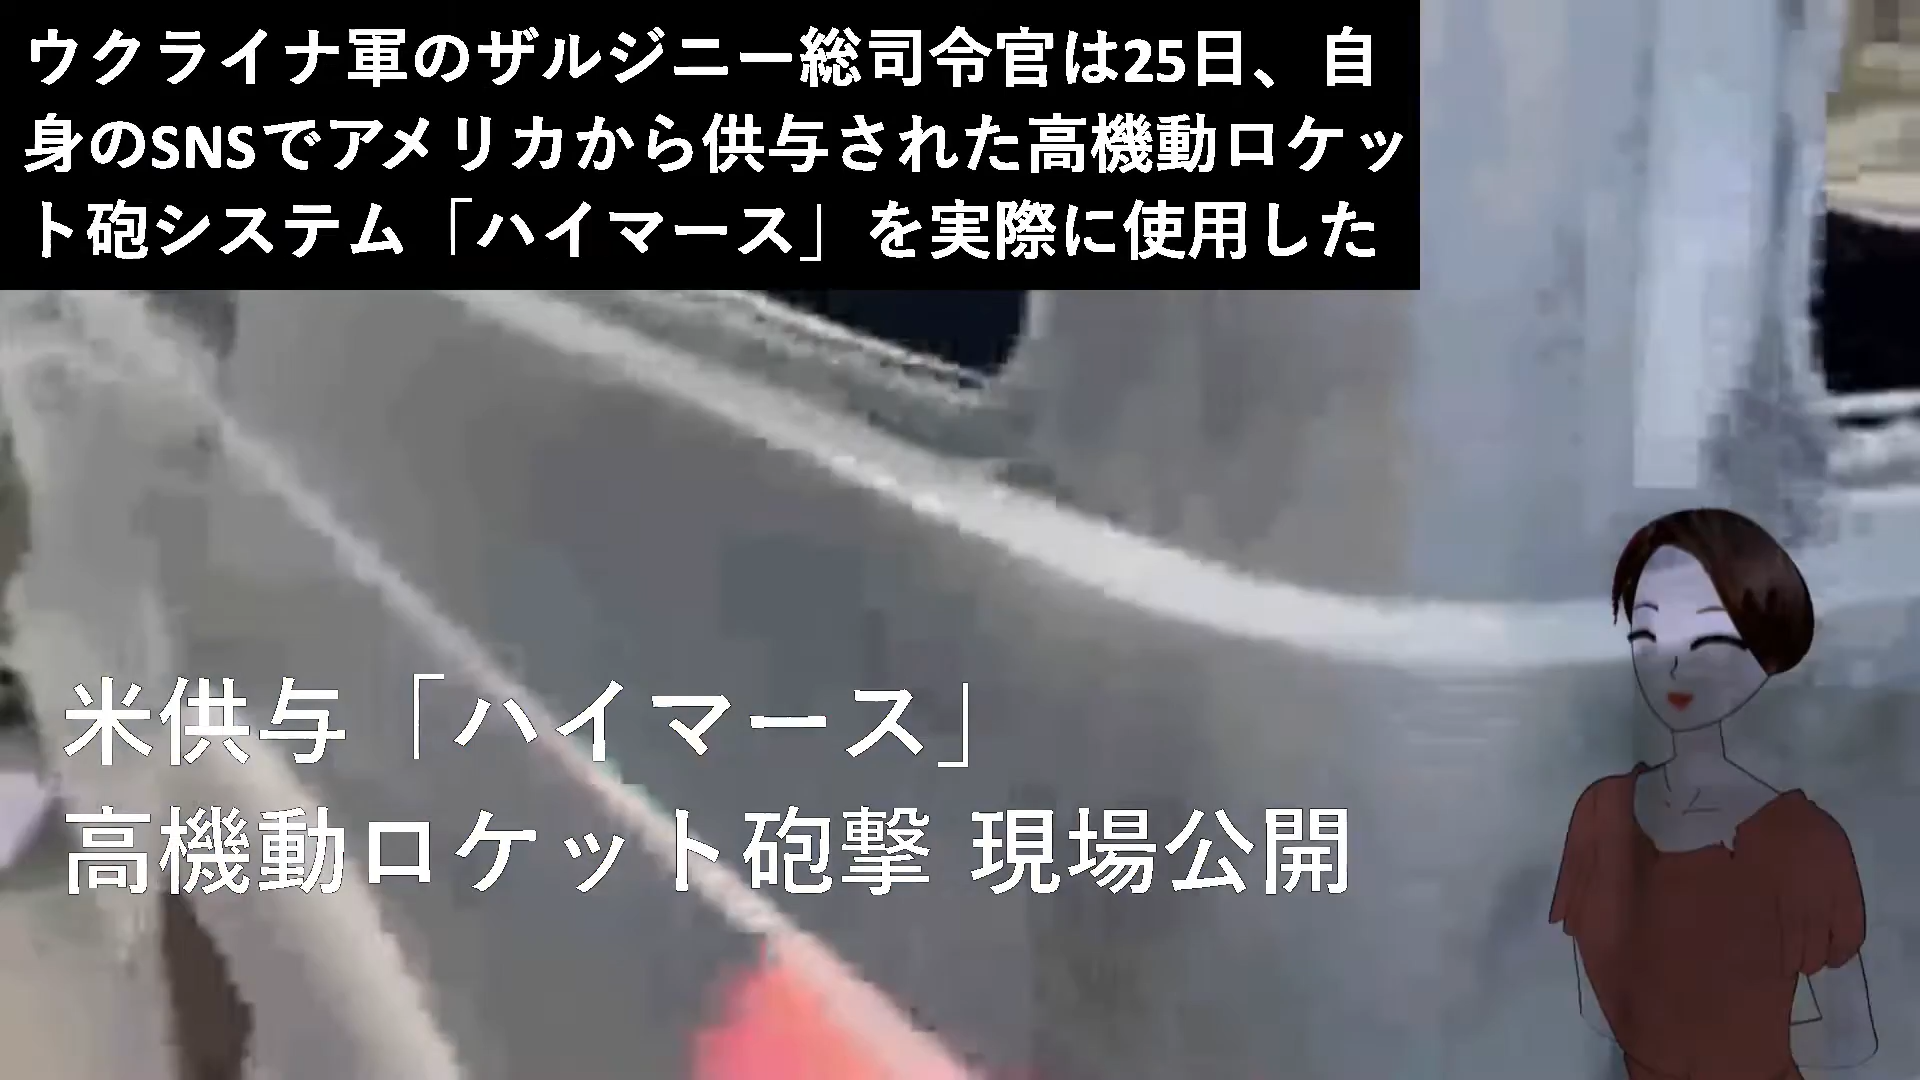 ウクライナ軍のザルジニー総司令官は25日、自
身のSNSでアメリカから供与された高機動ロケッ
ト砲システム「ハイマース」を実際に使用した
米供与「ハイマース」
高機動ロケット砲撃 現場公開